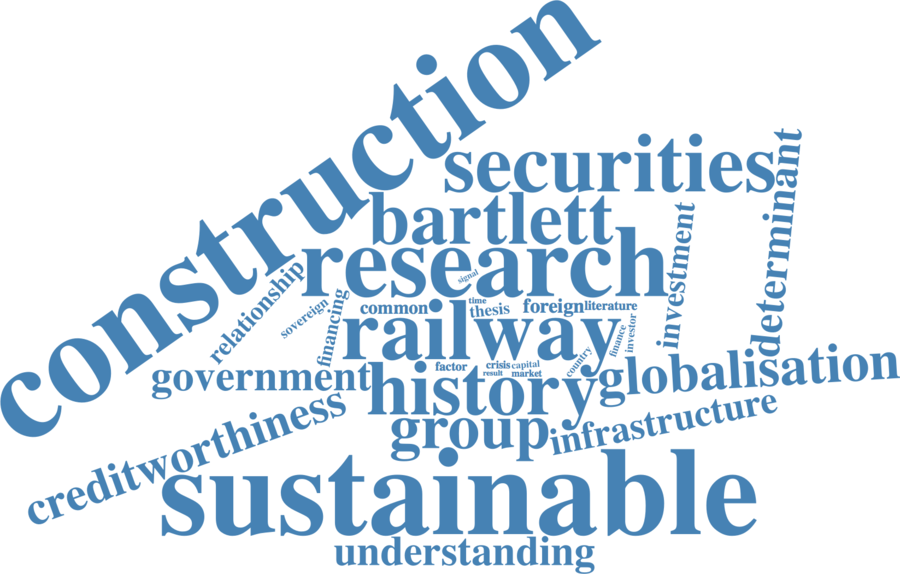 construction
securities
determinant
bartlett
investment
research
signal
relationship
sovereign
financing
common
time
thesis
foreign
literature
investor
finance
railway
country
factor
crisis
capital
result
market
government
history
globalisation
creditworthiness
group
infrastructure
sustainable
understanding